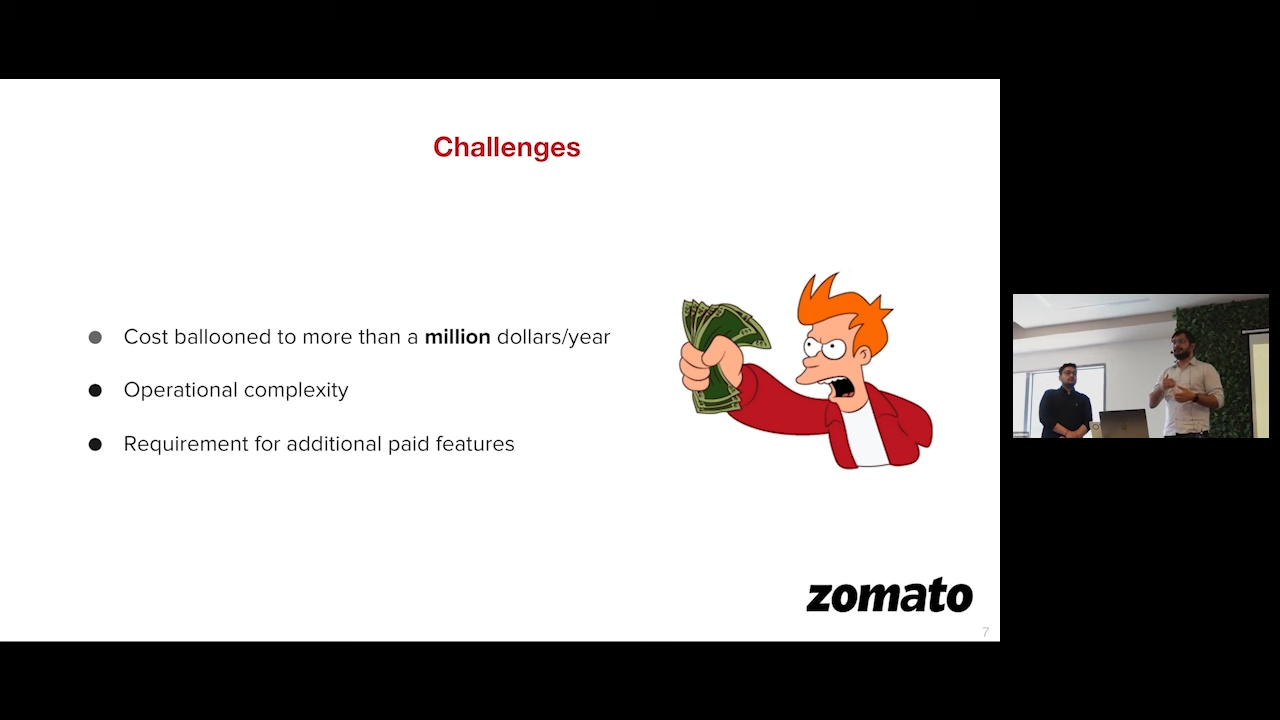 Challenges
Cost ballooned to more than a million dollars/year
Operational complexity
Requirement for additional paid features
zomato
7